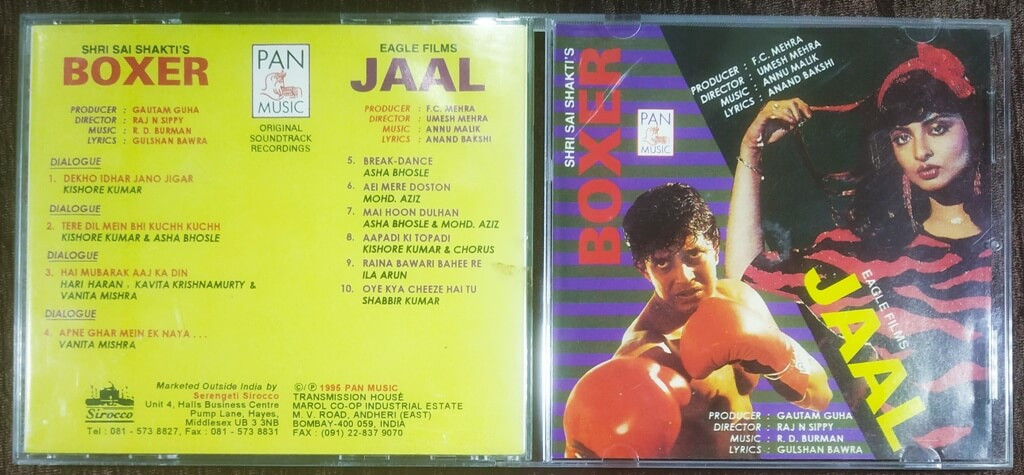 SHRI SAI SHAKTI'S
BOXER
PRODUCER : GAUTAM GUHA
DIRECTOR : RAJ N SIPPY
MUSIC : R. D. BURMAN
LYRICS : GULSHAN BAWRA
PAN
MUSIC
ORIGINAL
SOUNDTRACK
RECORDINGS
EAGLE FILMS
JAAL
PRODUCER : F.C. MEHRA
DIRECTOR : UMESH MEHRA
MUSIC : ANNU MALIK
LYRICS : ANAND BAKSHI
DIALOGUE
1. DEKHO IDHAR JANO JIGAR
KISHORE KUMAR
DIALOGUE
2. TERE DIL MEIN BHI KUCHH KUCHH
KISHORE KUMAR & ASHA BHOSLE
DIALOGUE
3. HAI MUBARAK AAJ KA DIN
HARI HARAN , KAVITA KRISHNAMURTY &
VANITA MISHRA
DIALOGUE
4. APNE GHAR MEIN EK NAYA . . .
VANITA MISHRA
5. BREAK-DANCE
ASHA BHOSLE
6. AEI MERE DOSTON
MOHD. AZIZ
7. MAI HOON DULHAN
ASHA BHOSLE & MOHD. AZIZ
8. AAPADI KI TOPADI
KISHORE KUMAR & CHORUS
9. RAINA BAWARI BAHEE RE
ILA ARUN
10. OYE KYA CHEEZE HAI TU
SHABBIR KUMAR
Sirocco
Marketed Outside India by
Serengeti Sirocco
Unit 4, Halls Business Centre
Pump Lane, Hayes,
Middlesex UB 3 3NB
Tel : 081 - 573 8827, Fax : 081 - 573 8831
©/℗ 1995 PAN MUSIC
TRANSMISSION HOUSE
MAROL CO-OP INDUSTRIAL ESTATE
M. V. ROAD, ANDHERI (EAST)
BOMBAY-400 059, INDIA
FAX : (091) 22-837 9070
SHRI SAI SHAKTI'S
BOXER
PAN
MUSIC
PRODUCER : F.C. MEHRA
DIRECTOR : UMESH MEHRA
MUSIC : ANNU MALIK
LYRICS : ANAND BAKSHI
EAGLE FILMS
JAAL
PRODUCER : GAUTAM GUHA
DIRECTOR : RAJ N SIPPY
MUSIC : R. D. BURMAN
LYRICS : GULSHAN BAWRA